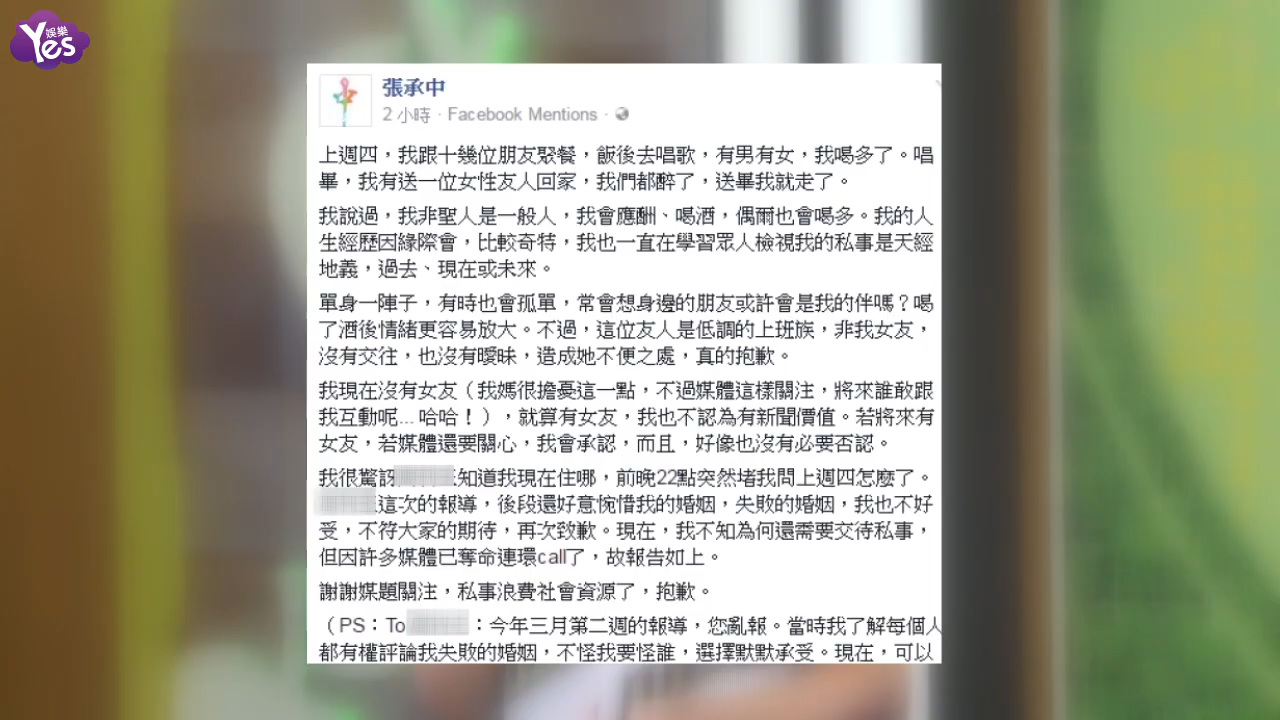 Yes娛樂
張承中
2 小時 · Facebook Mentions ·
上週四，我跟十幾位朋友聚餐，飯後去唱歌，有男有女，我喝多了。唱
畢，我有送一位女性友人回家，我們都醉了，送畢我就走了。
我說過，我非聖人是一般人，我會應酬、喝酒，偶爾也會喝多。我的人
生經歷因緣際會，比較奇特，我也一直在學習眾人檢視我的私事是天經
地義，過去、現在或未來。
單身一陣子，有時也會孤單，常會想身邊的朋友或許會是我的伴嗎？喝
了酒後情緒更容易放大。不過，這位友人是低調的上班族，非我女友，
沒有交往，也沒有曖昧，造成她不便之處，真的抱歉。
我現在沒有女友（我媽很擔憂這一點，不過媒體這樣關注，將來誰敢跟
我互動呢... 哈哈！），就算有女友，我也不認為有新聞價值。若將來有
女友，若媒體還要關心，我會承認，而且，好像也沒有必要否認。
我很驚訝 知道我現在住哪，前晚22點突然堵我問上週四怎麼了。
這次的報導，後段還好意惋惜我的婚姻，失敗的婚姻，我也不好
受，不符大家的期待，再次致歉。現在，我不知為何還需要交待私事，
但因許多媒體已奪命連環call了，故報告如上。
謝謝媒題關注，私事浪費社會資源了，抱歉。
（PS：To ：今年三月第二週的報導，您亂報。當時我了解每個人
都有權評論我失敗的婚姻，不怪我要怪誰，選擇默默承受。現在，可以